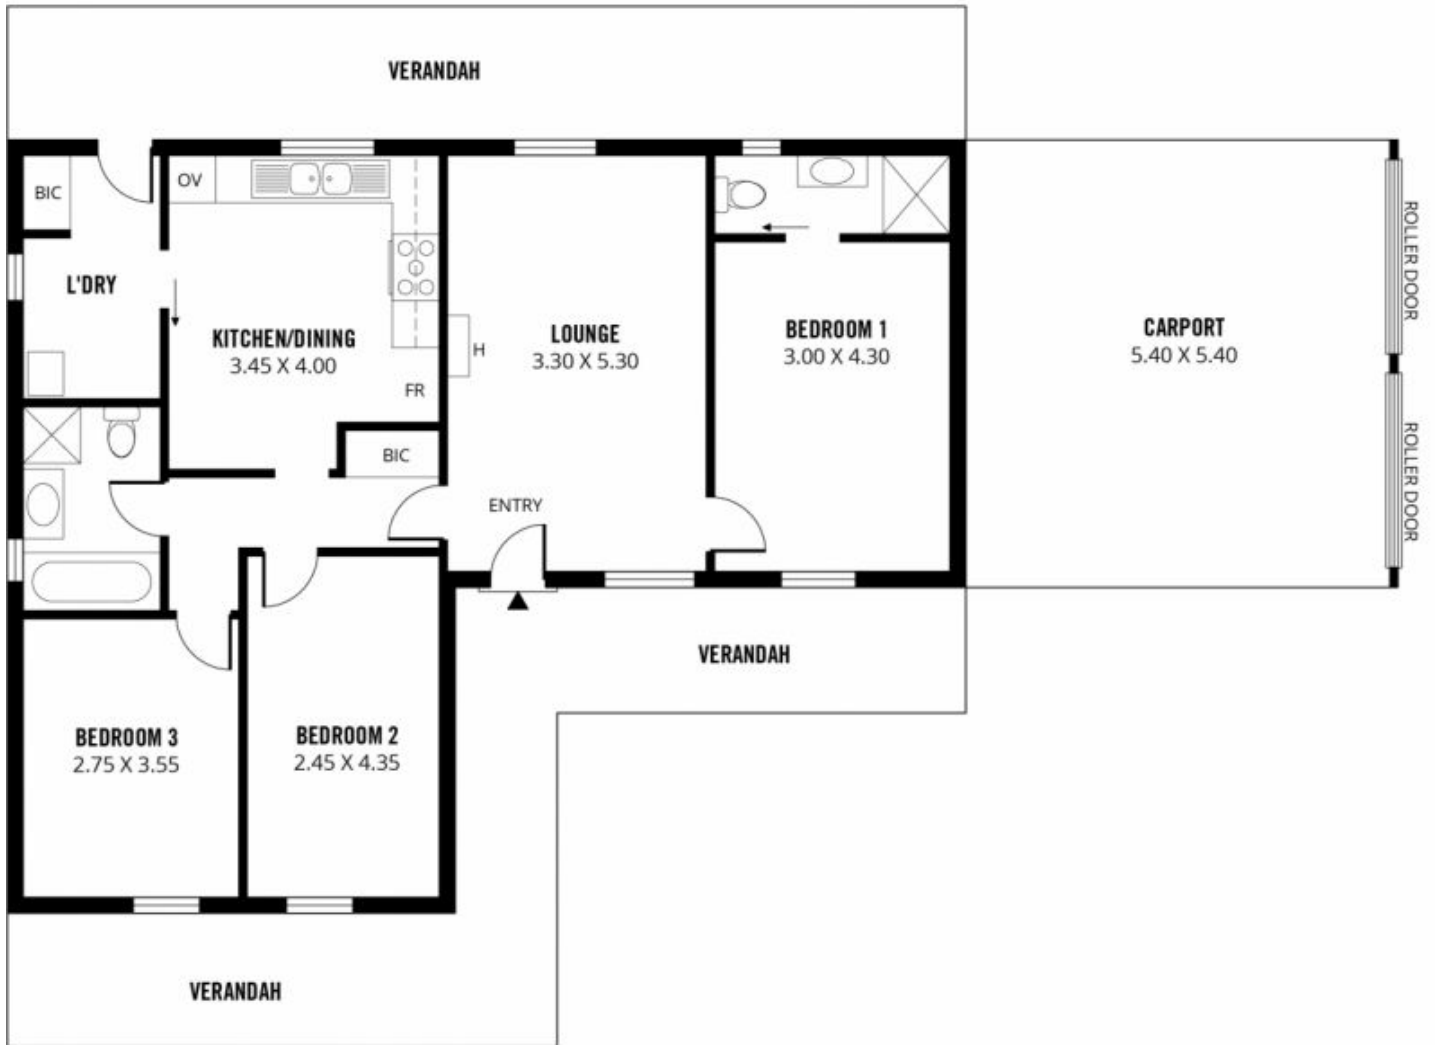 VERANDAH
BIC
OV
L'DRY
KITCHEN/DINING
3.45 X 4.00
FR
H
LOUNGE
3.30 X 5.30
BEDROOM 1
3.00 X 4.30
CARPORT
5.40 X 5.40
ROLLER DOOR
ROLLER DOOR
BIC
ENTRY
VERANDAH
BEDROOM 3
2.75 X 3.55
BEDROOM 2
2.45 X 4.35
VERANDAH